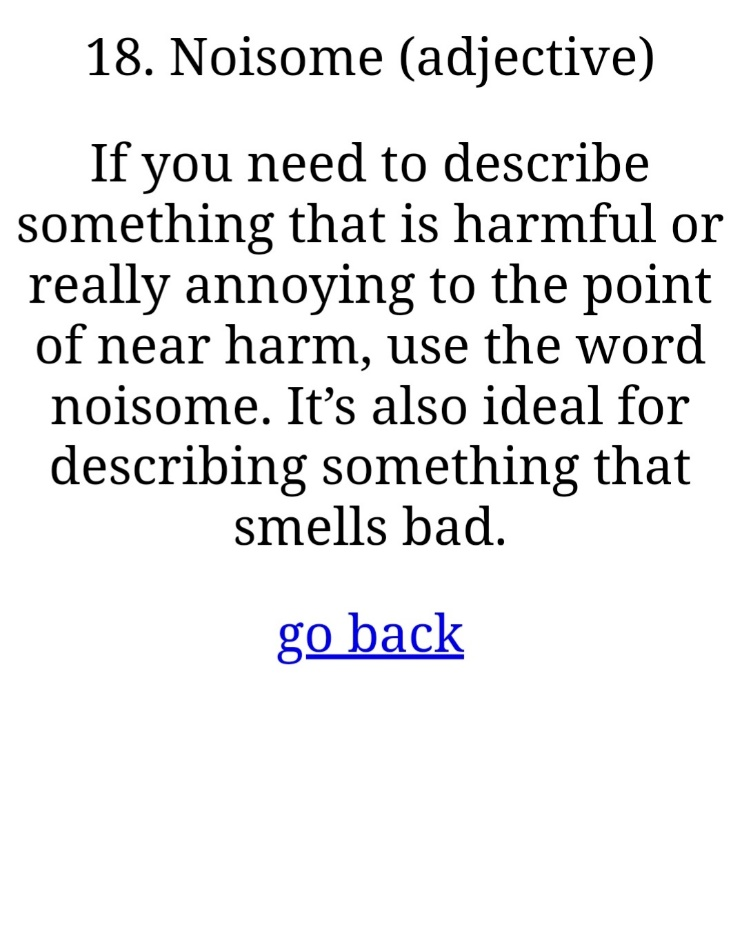 18. Noisome (adjective)
If you need to describe
something that is harmful or
really annoying to the point
of near harm, use the word
noisome. It’s also ideal for
describing something that
smells bad.
go back